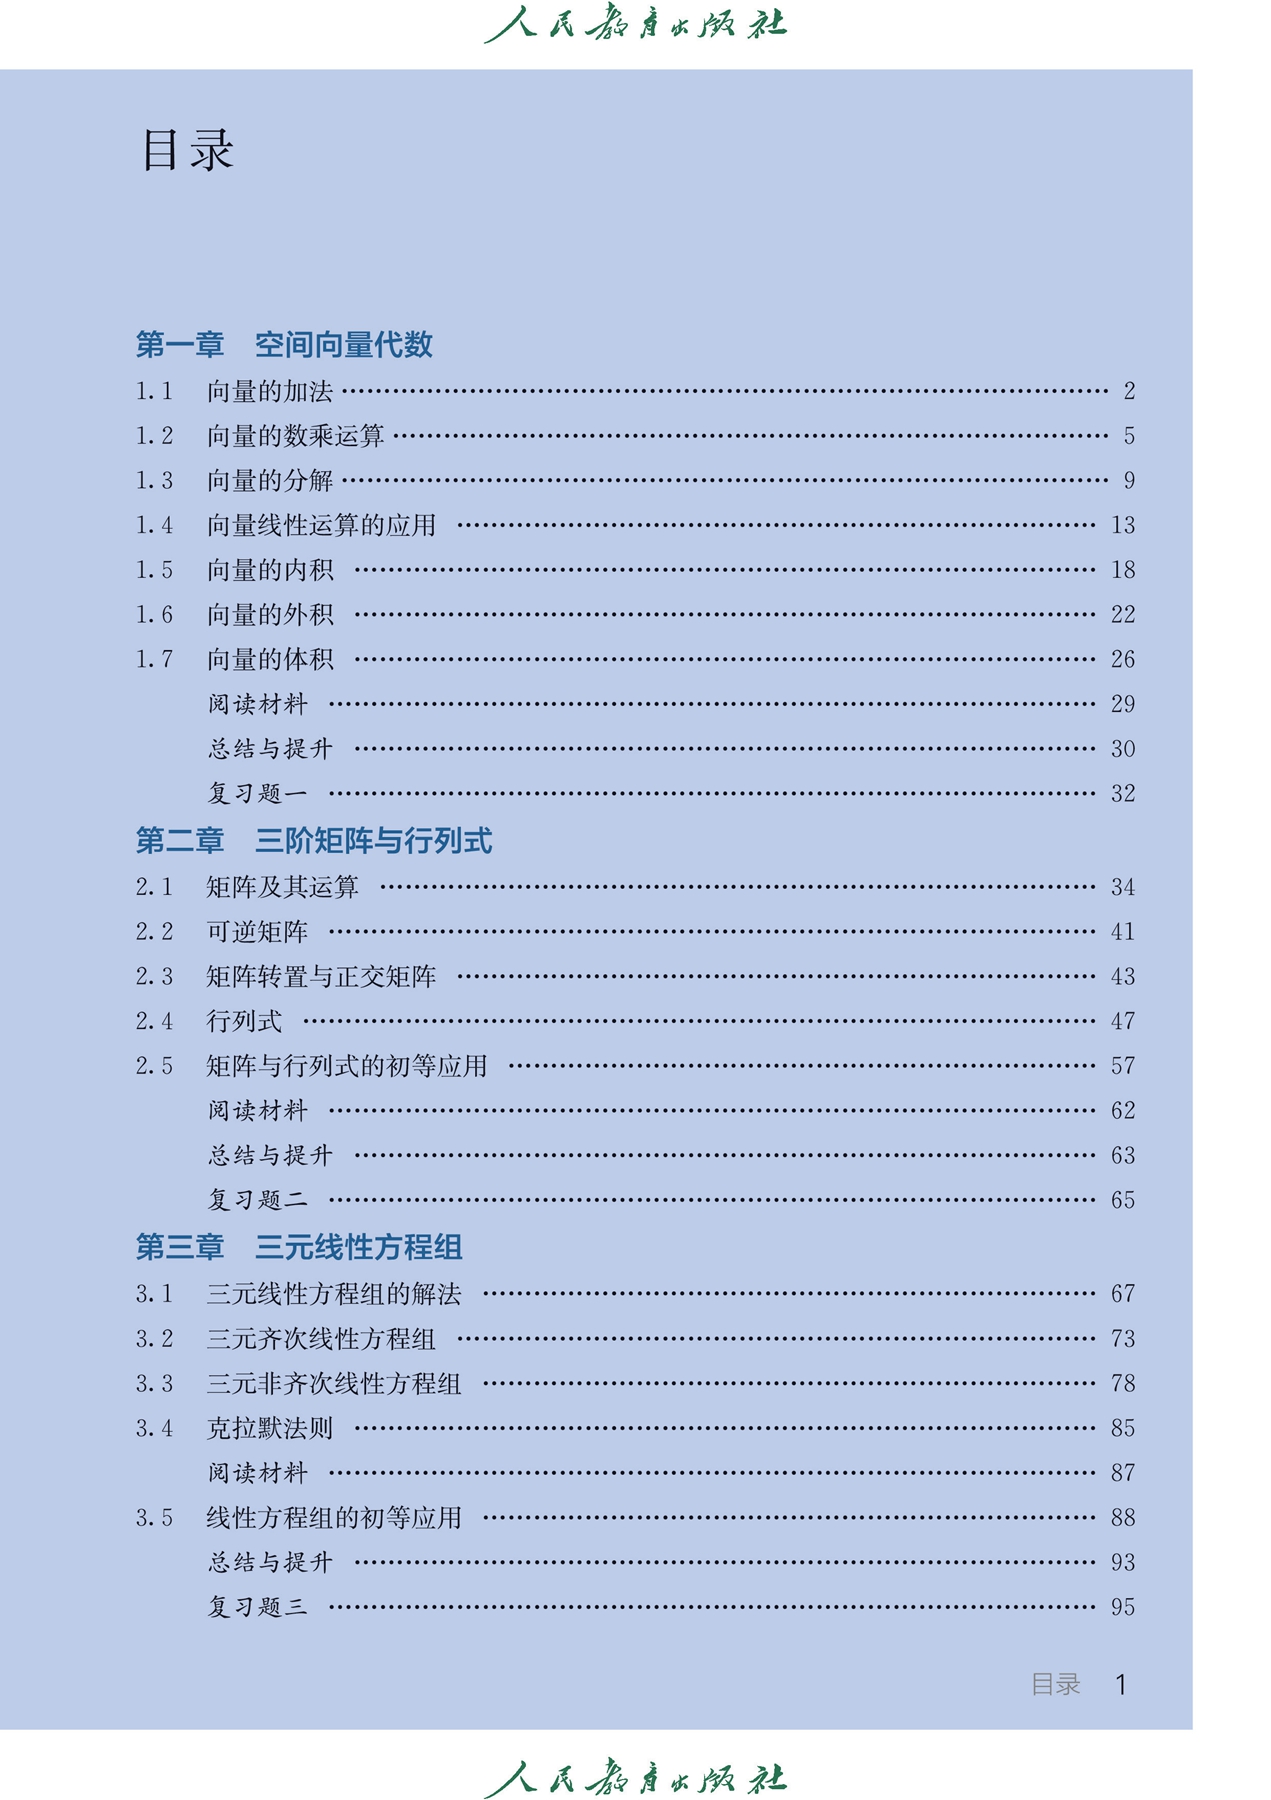 人民教育出版社
目录
第一章 空间向量代数
1.1 向量的加法 …… 2
1.2 向量的数乘运算 …… 5
1.3 向量的分解 …… 9
1.4 向量线性运算的应用 …… 13
1.5 向量的内积 …… 18
1.6 向量的外积 …… 22
1.7 向量的体积 …… 26
阅读材料 …… 29
总结与提升 …… 30
复习题一 …… 32
第二章 三阶矩阵与行列式
2.1 矩阵及其运算 …… 34
2.2 可逆矩阵 …… 41
2.3 矩阵转置与正交矩阵 …… 43
2.4 行列式 …… 47
2.5 矩阵与行列式的初等应用 …… 57
阅读材料 …… 62
总结与提升 …… 63
复习题二 …… 65
第三章 三元线性方程组
3.1 三元线性方程组的解法 …… 67
3.2 三元齐次线性方程组 …… 73
3.3 三元非齐次线性方程组 …… 78
3.4 克拉默法则 …… 85
阅读材料 …… 87
3.5 线性方程组的初等应用 …… 88
总结与提升 …… 93
复习题三 …… 95
目录 1
人民教育出版社